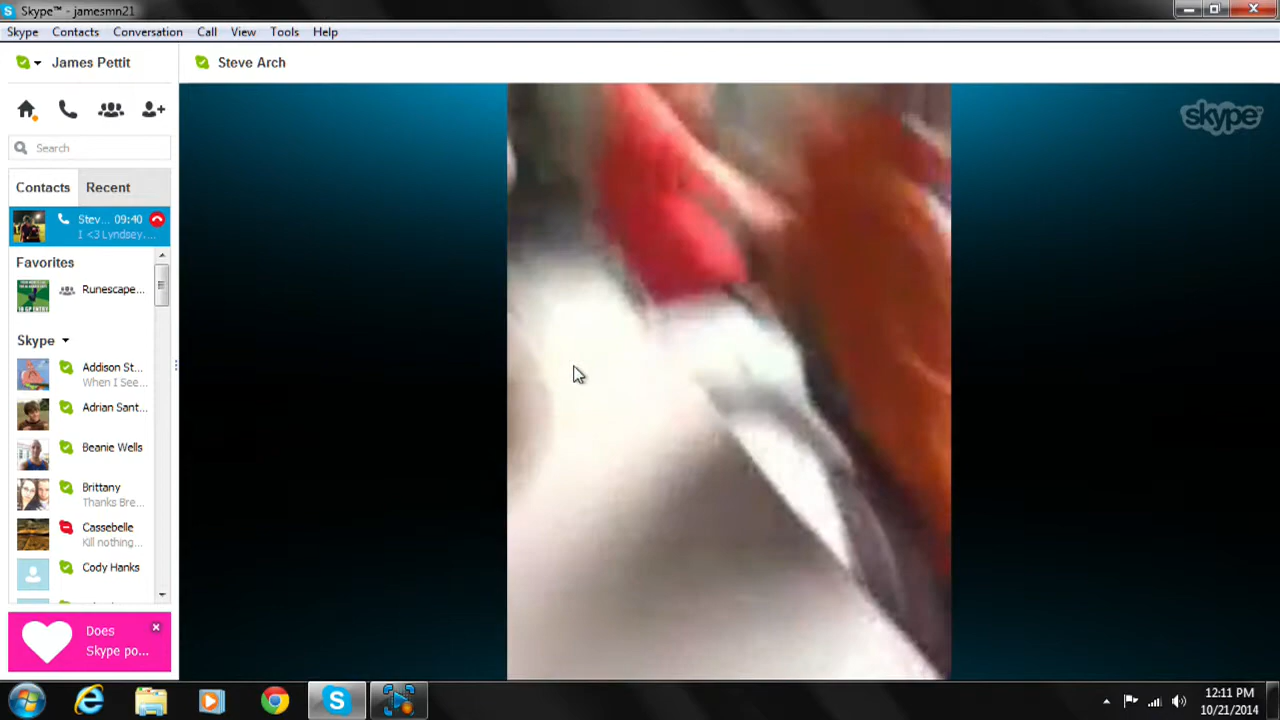 Skype™ - jamesmn21
Skype Contacts Conversation Call View Tools Help
James Pettit
Steve Arch
skype™
Search
Contacts Recent
Stev... 09:40
I <3 Lyndsey....
Favorites
Runescape...
Skype
Addison St...
When I See...
Adrian Sant...
Beanie Wells
Brittany
Thanks Bre...
Cassebelle
Kill nothing...
Cody Hanks
Does
Skype po...
12:11 PM
10/21/2014